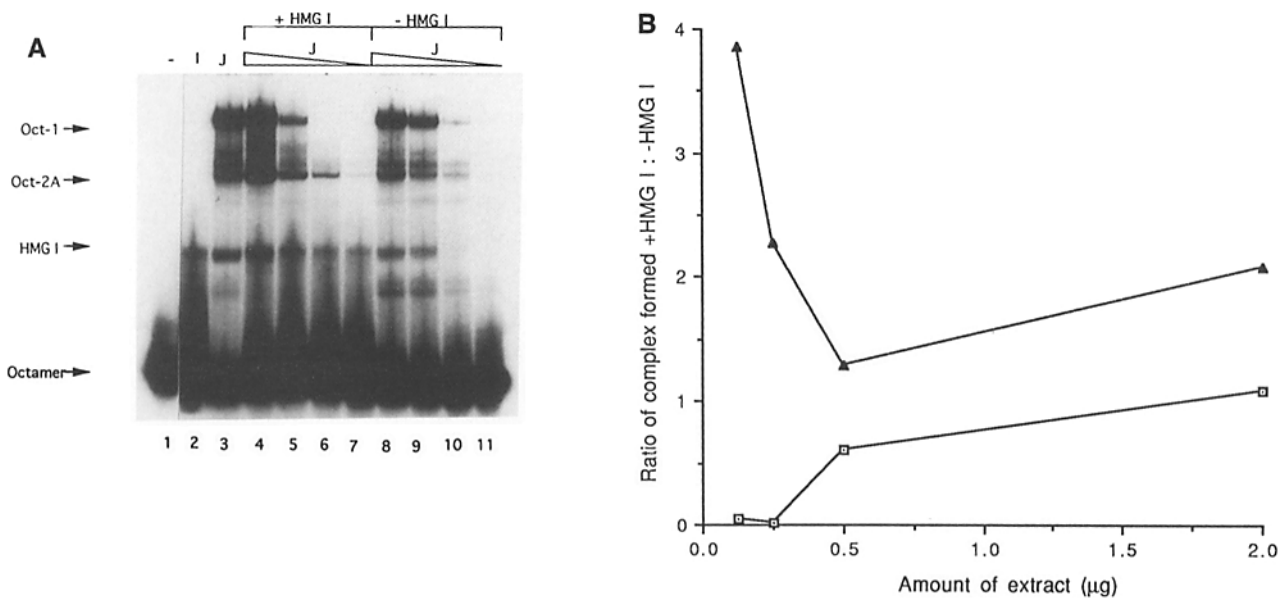 A
+ HMG I - HMG I
- I J J J
Oct-1
Oct-2A
HMG I
Octamer
1 2 3 4 5 6 7 8 9 10 11
B
Ratio of complex formed +HMG I : -HMG I
4
3
2
1
0
0.0 0.5 1.0 1.5 2.0
Amount of extract (µg)